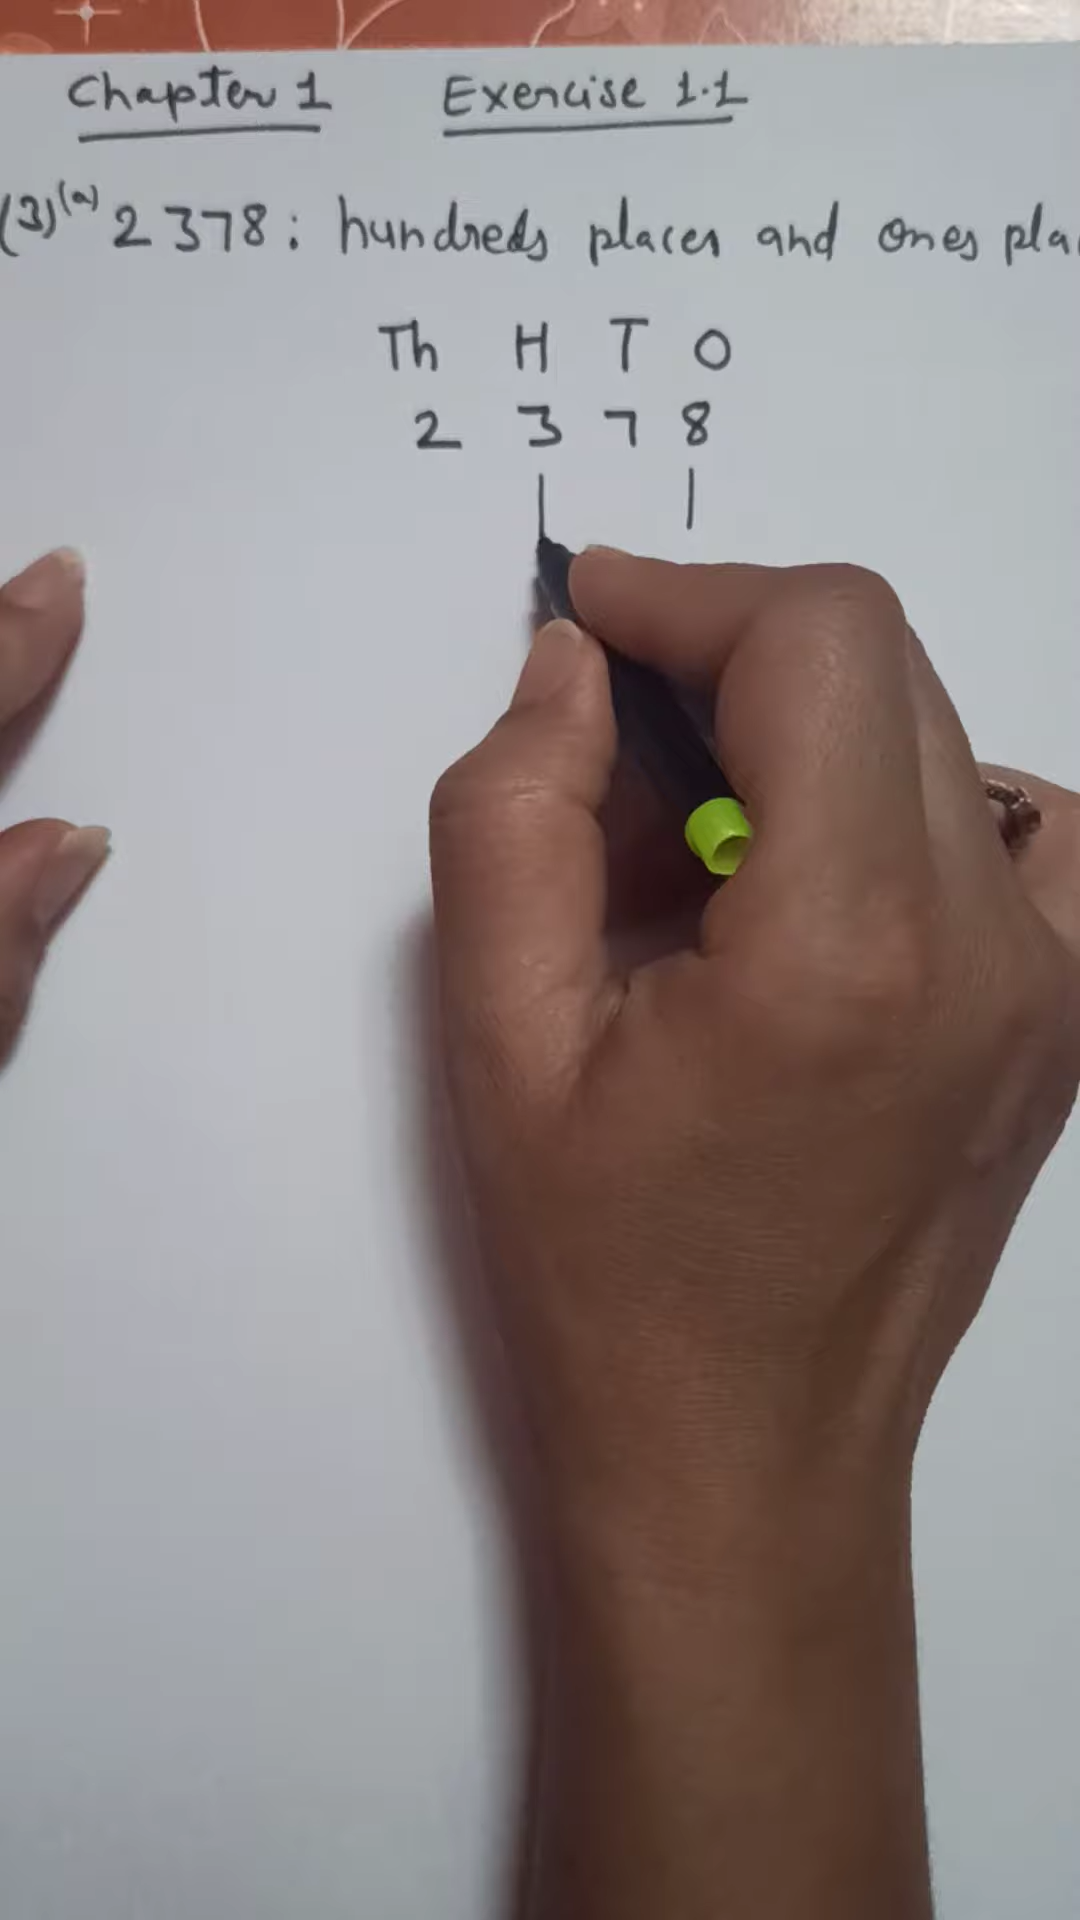 Chapter 1 Exercise 1.1
(3)(a) 2378: hundreds places and ones pla
Th H T O
2 3 7 8